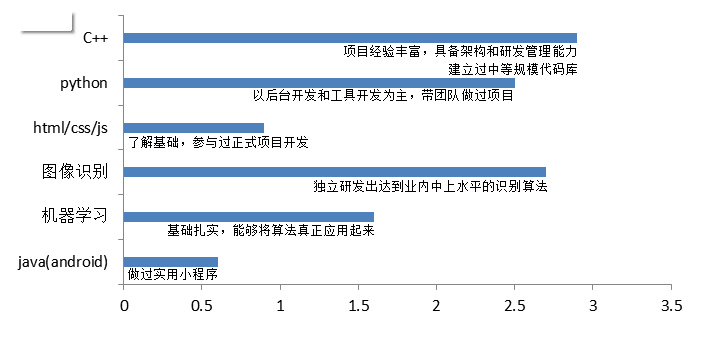 C++
项目经验丰富，具备架构和研发管理能力
建立过中等规模代码库
python
以后台开发和工具开发为主，带团队做过项目
html/css/js
了解基础，参与过正式项目开发
图像识别
独立研发出达到业内中上水平的识别算法
机器学习
基础扎实，能够将算法真正应用起来
java(android)
做过实用小程序
0 0.5 1 1.5 2 2.5 3 3.5